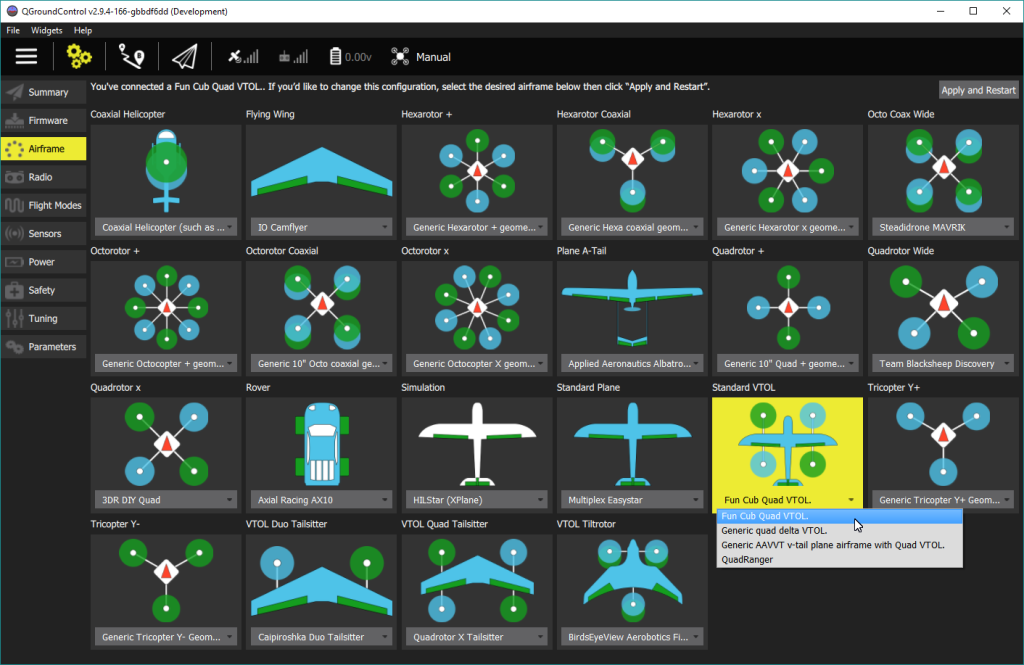 QGroundControl v2.9.4-166-gbbdf6dd (Development)
File Widgets Help
0.00v Manual
Summary
Firmware
Airframe
Radio
Flight Modes
Sensors
Power
Safety
Tuning
Parameters
You've connected a Fun Cub Quad VTOL.. If you'd like to change this configuration, select the desired airframe below then click "Apply and Restart".
Apply and Restart
Coaxial Helicopter
Flying Wing
Hexarotor +
Hexarotor Coaxial
Hexarotor x
Octo Coax Wide
Coaxial Helicopter (such as ...
IO Camflyer
Generic Hexarotor + geome...
Generic Hexa coaxial geom...
Generic Hexarotor x geome...
Steadidrone MAVRIK
Octorotor +
Octorotor Coaxial
Octorotor x
Plane A-Tail
Quadrotor +
Quadrotor Wide
Generic Octocopter + geom...
Generic 10" Octo coaxial ge...
Generic Octocopter X geom...
Applied Aeronautics Albatro...
Generic 10" Quad + geome...
Team Blacksheep Discovery
Quadrotor x
Rover
Simulation
Standard Plane
Standard VTOL
Tricopter Y+
3DR DIY Quad
Axial Racing AX10
HILStar (XPlane)
Multiplex Easystar
Fun Cub Quad VTOL.
Generic Tricopter Y+ Geom...
Fun Cub Quad VTOL.
Generic quad delta VTOL.
Generic AAVVT v-tail plane airframe with Quad VTOL.
QuadRanger
Tricopter Y-
VTOL Duo Tailsitter
VTOL Quad Tailsitter
VTOL Tiltrotor
Generic Tricopter Y- Geom...
Caipiroshka Duo Tailsitter
Quadrotor X Tailsitter
BirdsEyeView Aerobotics Fi...